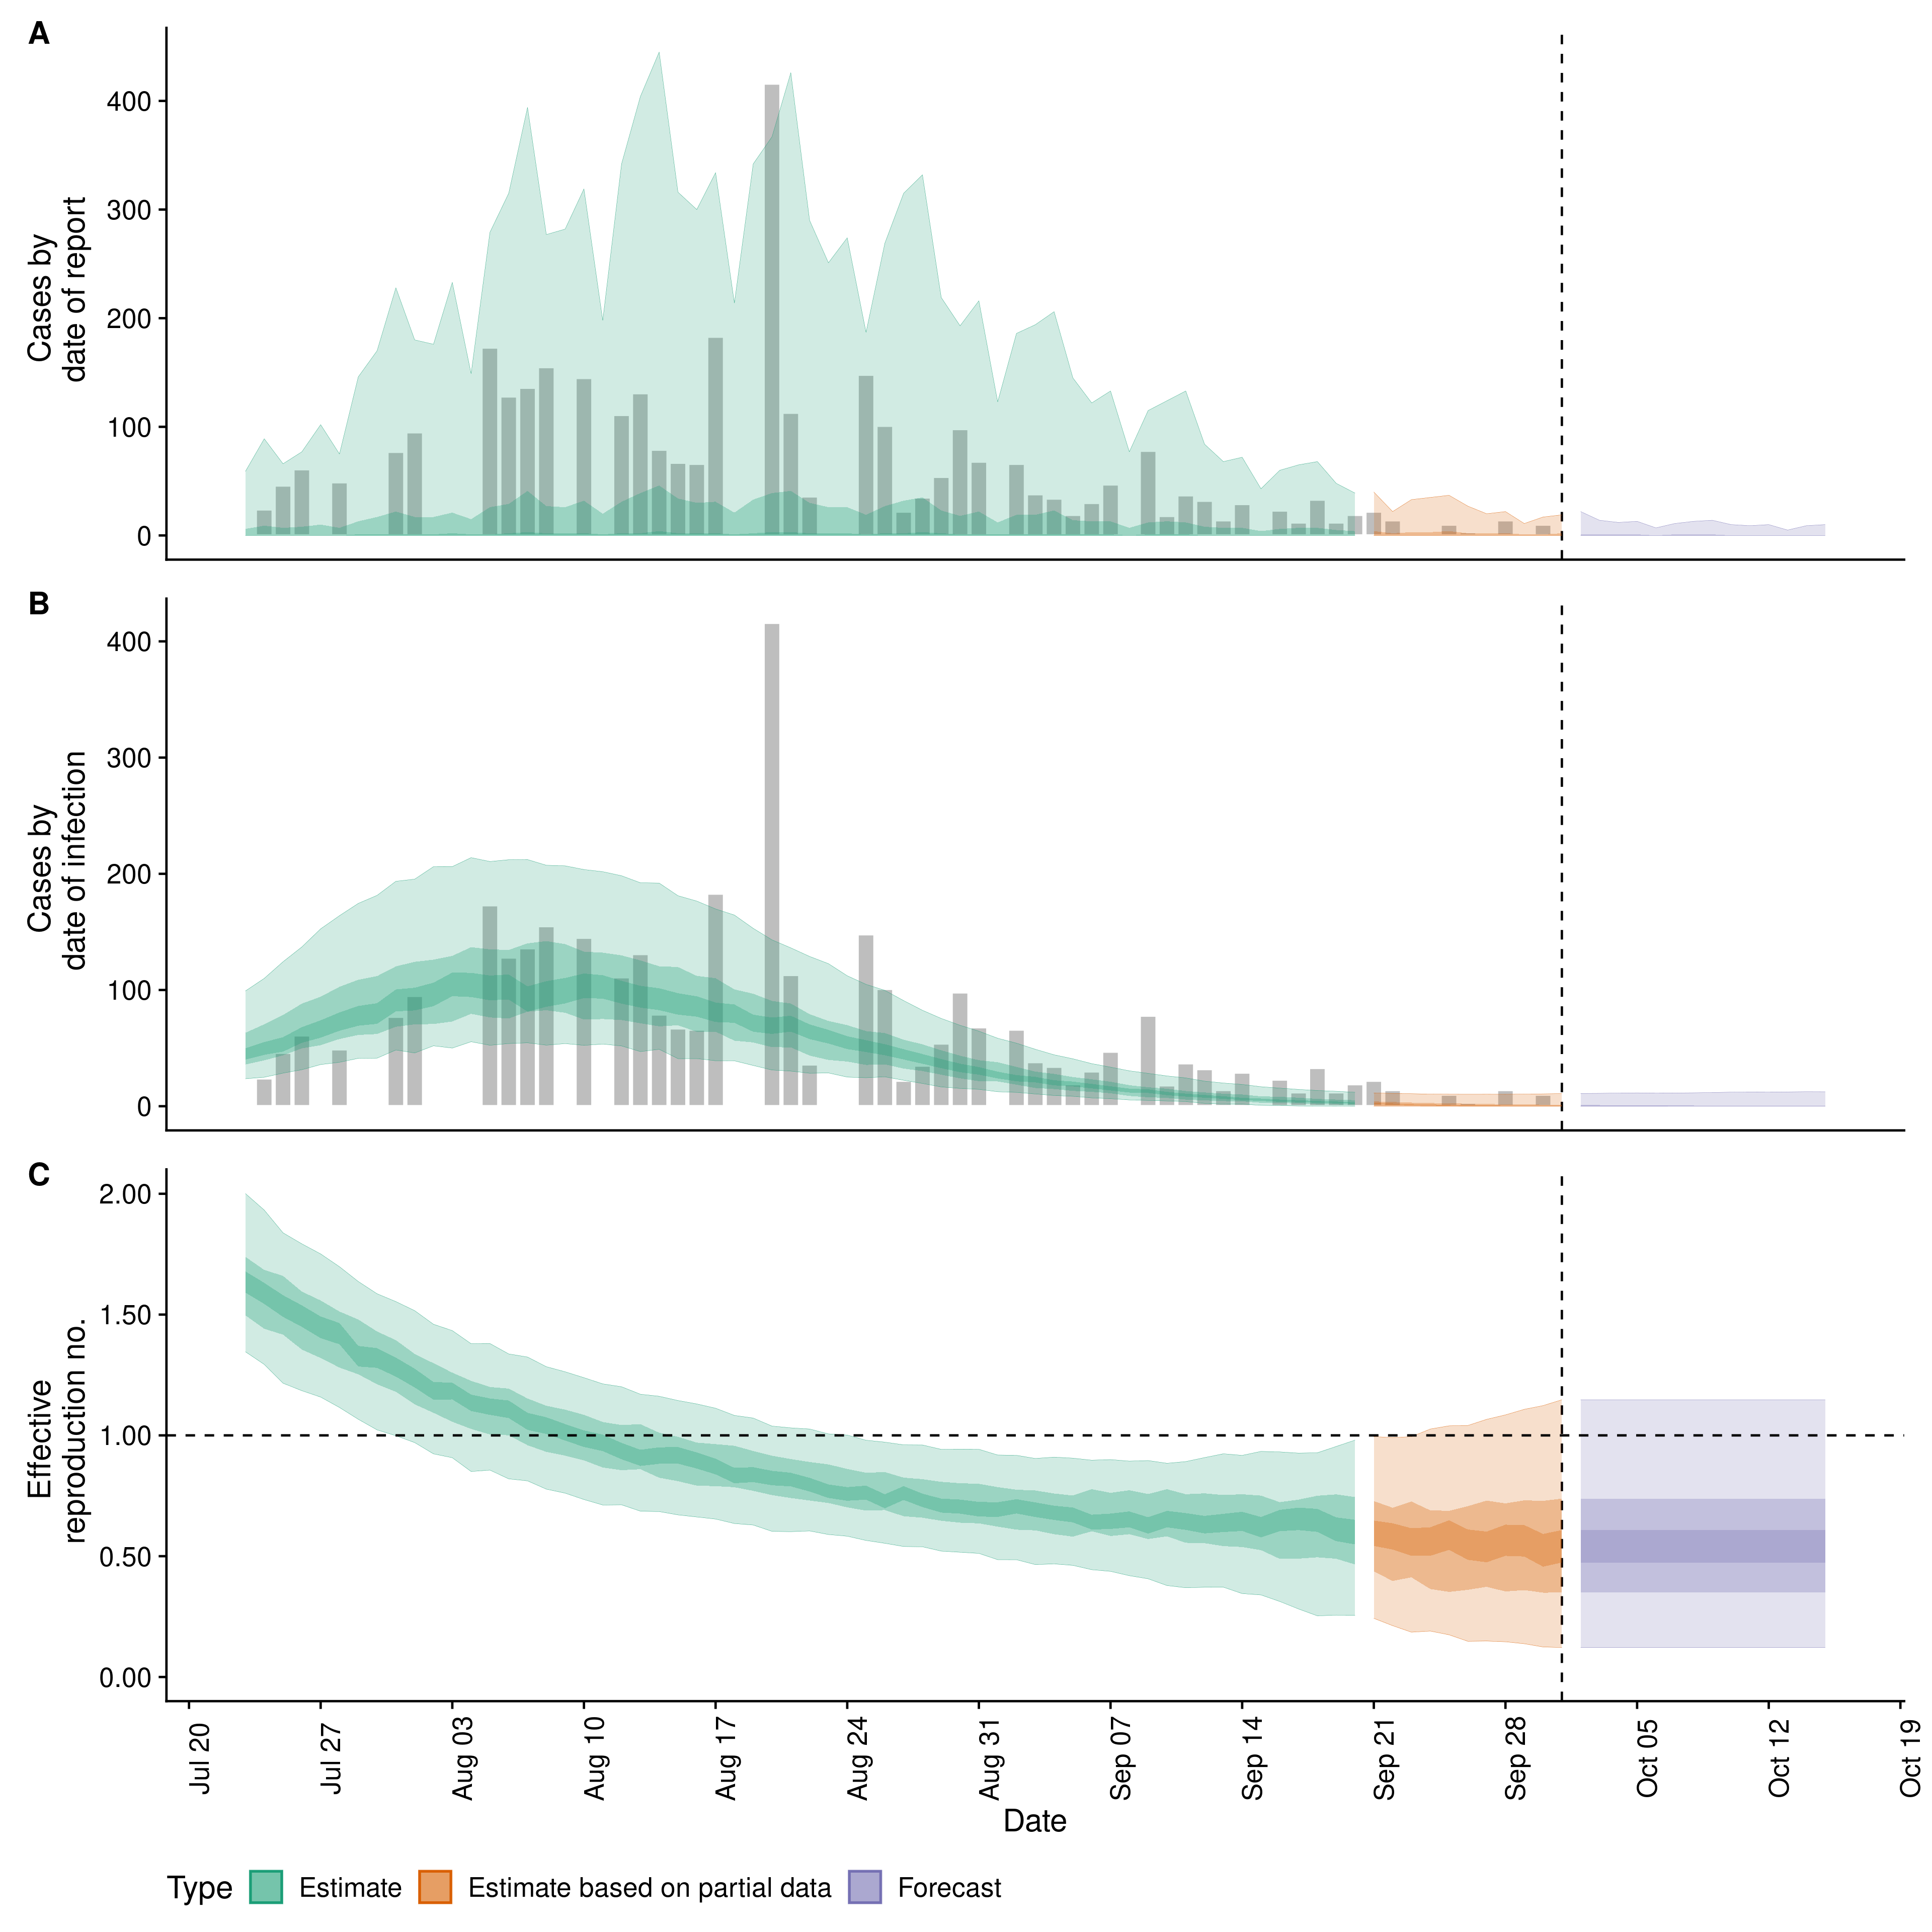 A
Cases by
date of report
400
300
200
100
0
B
Cases by
date of infection
400
300
200
100
0
C
Effective
reproduction no.
2.00
1.50
1.00
0.50
0.00
Jul 20
Jul 27
Aug 03
Aug 10
Aug 17
Aug 24
Aug 31
Sep 07
Sep 14
Sep 21
Sep 28
Oct 05
Oct 12
Oct 19
Date
Type Estimate Estimate based on partial data Forecast